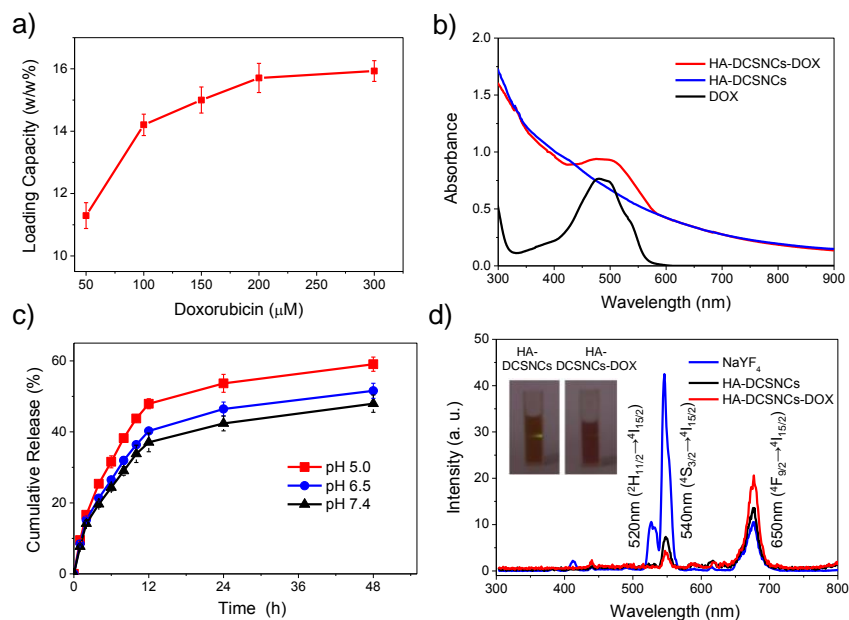 a)
16
14
12
10
Loading Capacity (w/w%)
50 100 150 200 250 300
Doxorubicin (μM)
b)
2.0
1.5
1.0
0.5
0.0
Absorbance
HA-DCSNCs-DOX
HA-DCSNCs
DOX
300 400 500 600 700 800 900
Wavelength (nm)
c)
60
40
20
0
Cumulative Release (%)
pH 5.0
pH 6.5
pH 7.4
0 12 24 36 48
Time (h)
d)
50
40
30
20
10
0
Intensity (a. u.)
HA-
DCSNCs
HA-
DCSNCs-DOX
NaYF₄
HA-DCSNCs
HA-DCSNCs-DOX
520nm (²H₁₁/₂→⁴I₁₅/₂)
540nm (⁴S₃/₂→⁴I₁₅/₂)
650nm (⁴F₉/₂→⁴I₁₅/₂)
300 400 500 600 700 800
Wavelength (nm)